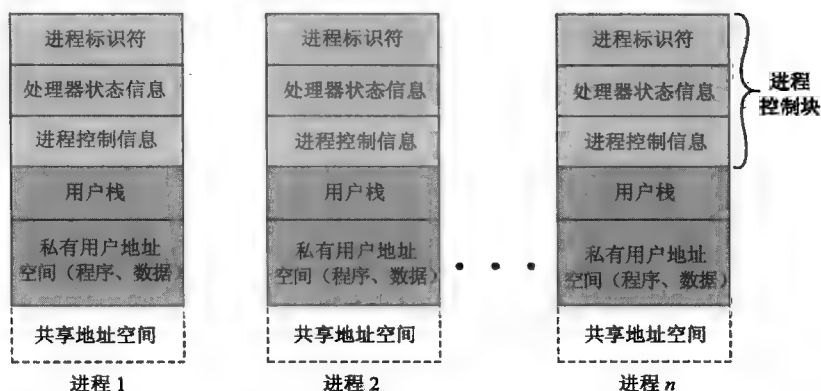 进程标识符
处理器状态信息
进程控制信息
用户栈
私有用户地址
空间（程序、数据）
共享地址空间
进程 1
进程标识符
处理器状态信息
进程控制信息
用户栈
私有用户地址
空间（程序、数据）
共享地址空间
进程 2
• • •
进程标识符
处理器状态信息
进程控制信息
用户栈
私有用户地址
空间（程序、数据）
共享地址空间
进程 n
进程
控制块